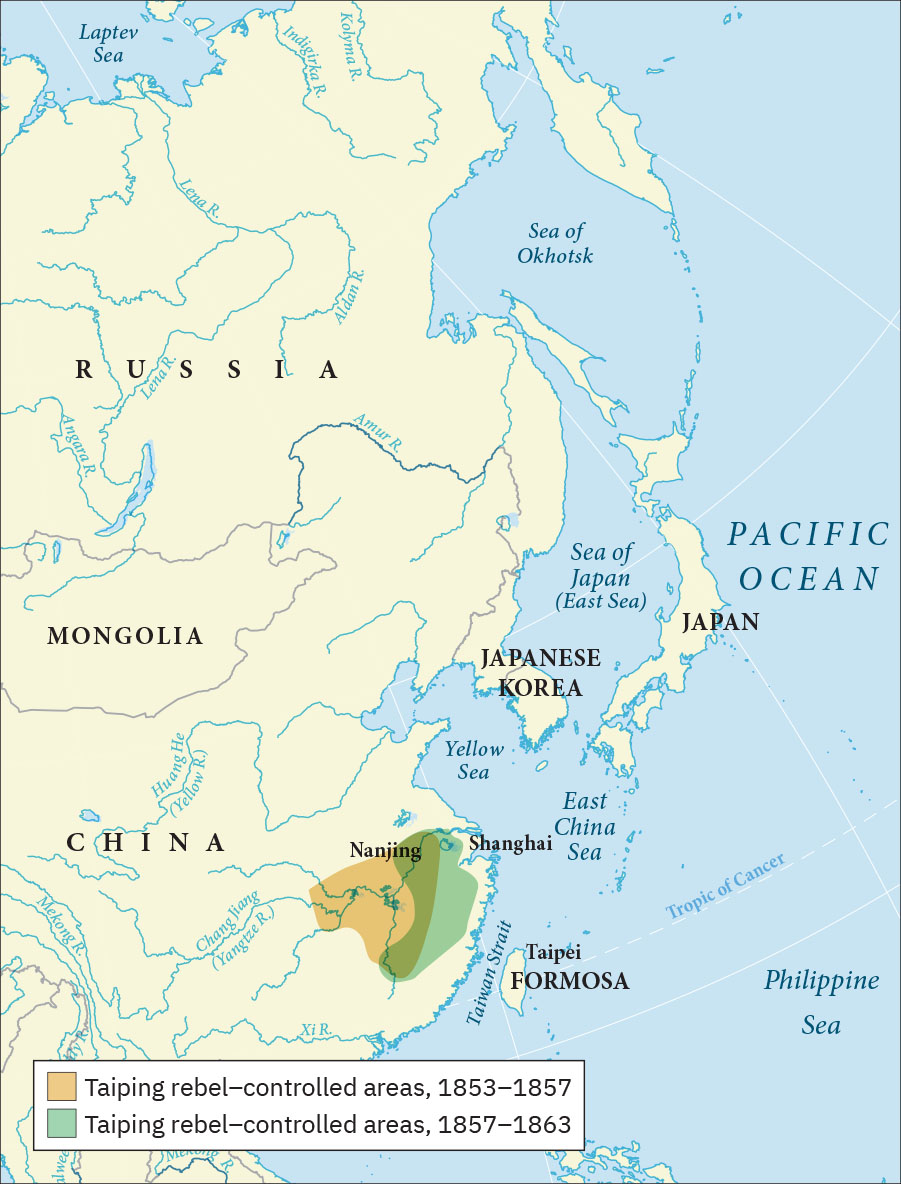 Laptev
Sea
Indigirka R.
Kolyma R.
Lena R.
Sea of
Okhotsk
Aldan R.
RUSSIA
Lena R.
Angara R.
Amur R.
PACIFIC
OCEAN
Sea of
Japan
(East Sea)
MONGOLIA
JAPAN
JAPANESE
KOREA
Yellow
Sea
Huang He
(Yellow R.)
East
China
Sea
CHINA
Nanjing
Shanghai
Tropic of Cancer
Mekong R.
Chang Jiang
(Yangtze R.)
Taiwan Strait
Taipei
FORMOSA
Philippine
Sea
Xi R.
Taiping rebel–controlled areas, 1853–1857
Taiping rebel–controlled areas, 1857–1863
Mekong R.